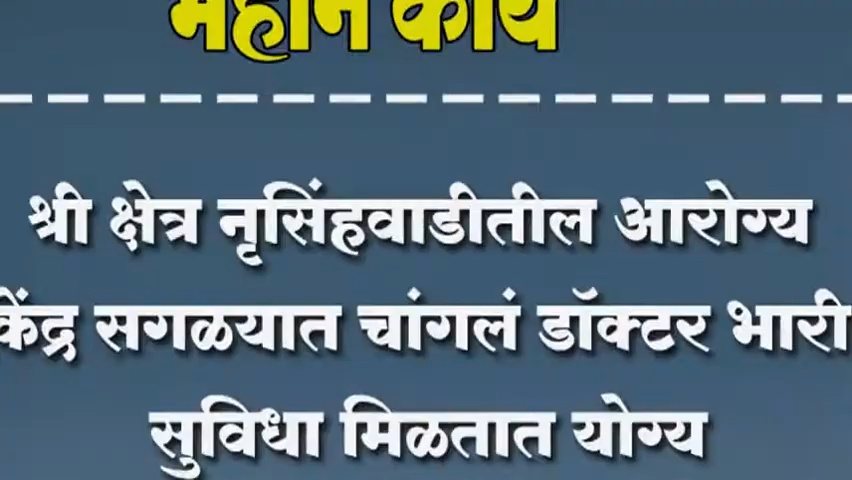 महान कार्य
श्री क्षेत्र नृसिंहवाडीतील आरोग्य
केंद्र सगळयात चांगलं डॉक्टर भारी
सुविधा मिळतात योग्य